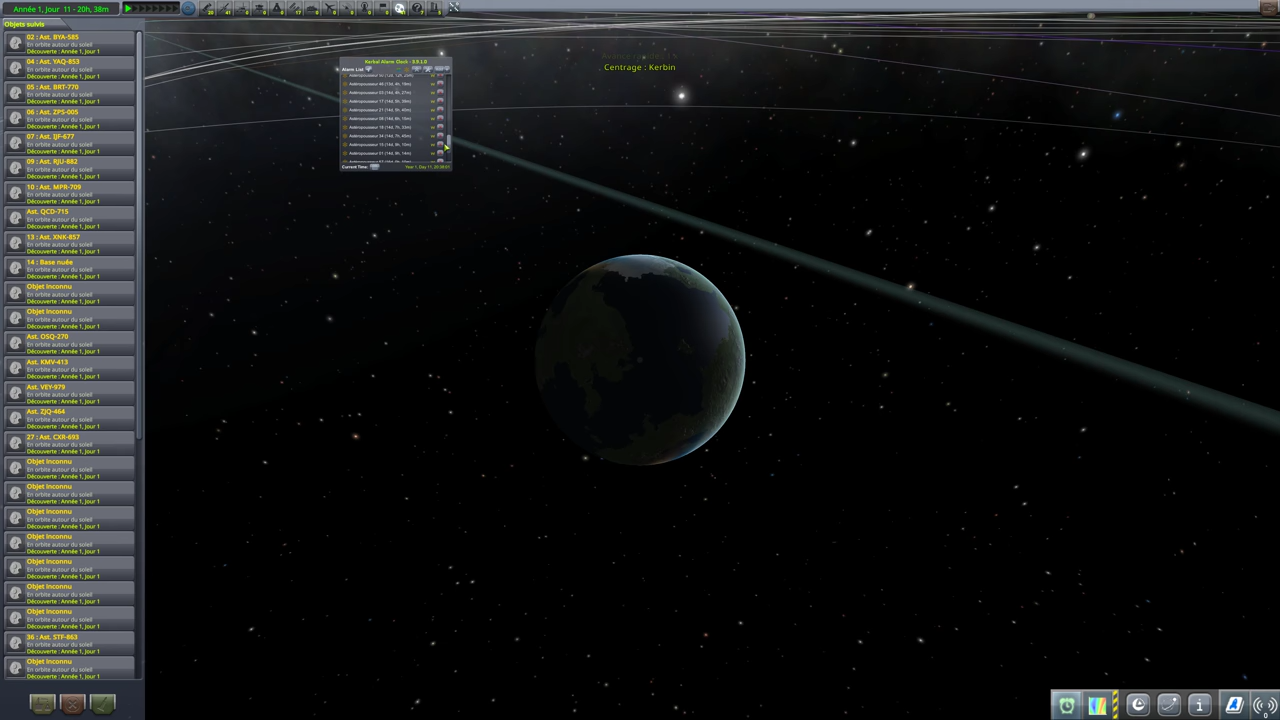 Année 1, Jour 11 - 20h, 38m
Objets suivis
02 : Ast. BYA-585
En orbite autour du soleil
Découverte : Année 1, Jour 1
04 : Ast. YAQ-853
En orbite autour du soleil
Découverte : Année 1, Jour 1
05 : Ast. BRT-770
En orbite autour du soleil
Découverte : Année 1, Jour 1
06 : Ast. ZPS-005
En orbite autour du soleil
Découverte : Année 1, Jour 1
07 : Ast. IJF-677
En orbite autour du soleil
Découverte : Année 1, Jour 1
09 : Ast. RJU-882
En orbite autour du soleil
Découverte : Année 1, Jour 1
10 : Ast. MPR-709
En orbite autour du soleil
Découverte : Année 1, Jour 1
Ast. QCD-715
En orbite autour du soleil
Découverte : Année 1, Jour 1
13 : Ast. XNK-857
En orbite autour du soleil
Découverte : Année 1, Jour 1
14 : Base nuée
En orbite autour du soleil
Découverte : Année 1, Jour 1
Objet Inconnu
En orbite autour du soleil
Découverte : Année 1, Jour 1
Objet Inconnu
En orbite autour du soleil
Découverte : Année 1, Jour 1
Ast. OSQ-270
En orbite autour du soleil
Découverte : Année 1, Jour 1
Ast. KMV-413
En orbite autour du soleil
Découverte : Année 1, Jour 1
Ast. VEY-979
En orbite autour du soleil
Découverte : Année 1, Jour 1
Ast. ZJQ-464
En orbite autour du soleil
Découverte : Année 1, Jour 1
27 : Ast. CXR-693
En orbite autour du soleil
Découverte : Année 1, Jour 1
Objet Inconnu
En orbite autour du soleil
Découverte : Année 1, Jour 1
Objet Inconnu
En orbite autour du soleil
Découverte : Année 1, Jour 1
Objet Inconnu
En orbite autour du soleil
Découverte : Année 1, Jour 1
Objet Inconnu
En orbite autour du soleil
Découverte : Année 1, Jour 1
Objet Inconnu
En orbite autour du soleil
Découverte : Année 1, Jour 1
Objet Inconnu
En orbite autour du soleil
Découverte : Année 1, Jour 1
Objet Inconnu
En orbite autour du soleil
Découverte : Année 1, Jour 1
36 : Ast. STF-863
En orbite autour du soleil
Découverte : Année 1, Jour 1
Objet Inconnu
En orbite autour du soleil
Découverte : Année 1, Jour 1
Kerbal Alarm Clock - 3.9.1.0
Alarm List
Current Time:
Year 1, Day 11, 20:38:01
Centrage : Kerbin